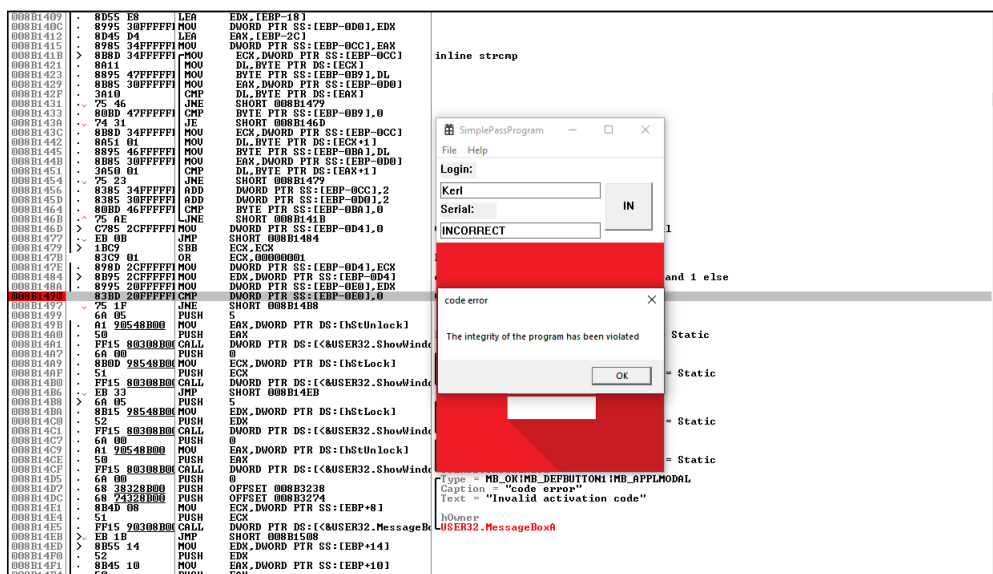 008B1409 . 8D55 E8 LEA EDX,[EBP-18]
008B140C . 8995 30FFFFFF MOV DWORD PTR SS:[EBP-0D0],EDX
008B1412 . 8D45 D4 LEA EAX,[EBP-2C]
008B1415 . 8985 34FFFFFF MOV DWORD PTR SS:[EBP-0CC],EAX
008B141B > 8B8D 34FFFFFF MOV ECX,DWORD PTR SS:[EBP-0CC] inline strcmp
008B1421 . 8A11 MOV DL,BYTE PTR DS:[ECX]
008B1423 . 8895 47FFFFFF MOV BYTE PTR SS:[EBP-0B9],DL
008B1429 . 8B85 30FFFFFF MOV EAX,DWORD PTR SS:[EBP-0D0]
008B142F . 3A10 CMP DL,BYTE PTR DS:[EAX]
008B1431 . 75 46 JNE SHORT 008B1479
008B1433 . 80BD 47FFFFFF CMP BYTE PTR SS:[EBP-0B9],0
008B143A . 74 31 JE SHORT 008B146D
008B143C . 8B8D 34FFFFFF MOV ECX,DWORD PTR SS:[EBP-0CC]
008B1442 . 8A51 01 MOV DL,BYTE PTR DS:[ECX+1]
008B1445 . 8895 46FFFFFF MOV BYTE PTR SS:[EBP-0BA],DL
008B144B . 8B85 30FFFFFF MOV EAX,DWORD PTR SS:[EBP-0D0]
008B1451 . 3A50 01 CMP DL,BYTE PTR DS:[EAX+1]
008B1454 . 75 23 JNE SHORT 008B1479
008B1456 . 8385 34FFFFFF ADD DWORD PTR SS:[EBP-0CC],2
008B145D . 8385 30FFFFFF ADD DWORD PTR SS:[EBP-0D0],2
008B1464 . 80BD 46FFFFFF CMP BYTE PTR SS:[EBP-0BA],0
008B146B . 75 AE JNE SHORT 008B141B
008B146D > C785 2CFFFFFF MOV DWORD PTR SS:[EBP-0D4],0
008B1477 . EB 0B JMP SHORT 008B1484
008B1479 > 1BC9 SBB ECX,ECX
008B147B 83C9 01 OR ECX,00000001
008B147E . 898D 2CFFFFFF MOV DWORD PTR SS:[EBP-0D4],ECX
008B1484 > 8B95 2CFFFFFF MOV EDX,DWORD PTR SS:[EBP-0D4] and 1 else
008B148A . 8995 20FFFFFF MOV DWORD PTR SS:[EBP-0E0],EDX
008B1490 83BD 20FFFFFF CMP DWORD PTR SS:[EBP-0E0],0
008B1497 75 1F JNE SHORT 008B14B8
008B1499 6A 05 PUSH 5
008B149B . A1 90548B00 MOV EAX,DWORD PTR DS:[hStUnlock]
008B14A0 . 50 PUSH EAX Static
008B14A1 . FF15 80308B00 CALL DWORD PTR DS:[<&USER32.ShowWindo
008B14A7 . 6A 00 PUSH 0
008B14A9 . 8B0D 98548B00 MOV ECX,DWORD PTR DS:[hStLock]
008B14AF . 51 PUSH ECX = Static
008B14B0 . FF15 80308B00 CALL DWORD PTR DS:[<&USER32.ShowWindo
008B14B6 . EB 33 JMP SHORT 008B14EB
008B14B8 > 6A 05 PUSH 5
008B14BA . 8B15 98548B00 MOV EDX,DWORD PTR DS:[hStLock]
008B14C0 . 52 PUSH EDX = Static
008B14C1 . FF15 80308B00 CALL DWORD PTR DS:[<&USER32.ShowWindo
008B14C7 . 6A 00 PUSH 0
008B14C9 . A1 90548B00 MOV EAX,DWORD PTR DS:[hStUnlock]
008B14CE . 50 PUSH EAX = Static
008B14CF . FF15 80308B00 CALL DWORD PTR DS:[<&USER32.ShowWindo
008B14D5 . 6A 00 PUSH 0 Type = MB_OK|MB_DEFBUTTON1|MB_APPLMODAL
008B14D7 . 68 38328B00 PUSH OFFSET 008B3238 Caption = "code error"
008B14DC . 68 74328B00 PUSH OFFSET 008B3274 Text = "Invalid activation code"
008B14E1 . 8B4D 08 MOV ECX,DWORD PTR SS:[EBP+8]
008B14E4 . 51 PUSH ECX hOwner
008B14E5 . FF15 90308B00 CALL DWORD PTR DS:[<&USER32.MessageBo USER32.MessageBoxA
008B14EB > EB 1B JMP SHORT 008B1508
008B14ED > 8B55 14 MOV EDX,DWORD PTR SS:[EBP+14]
008B14F0 . 52 PUSH EDX
008B14F1 . 8B45 10 MOV EAX,DWORD PTR SS:[EBP+10]
SimplePassProgram
File Help
Login:
Kerl
IN
Serial:
INCORRECT
code error
The integrity of the program has been violated
OK